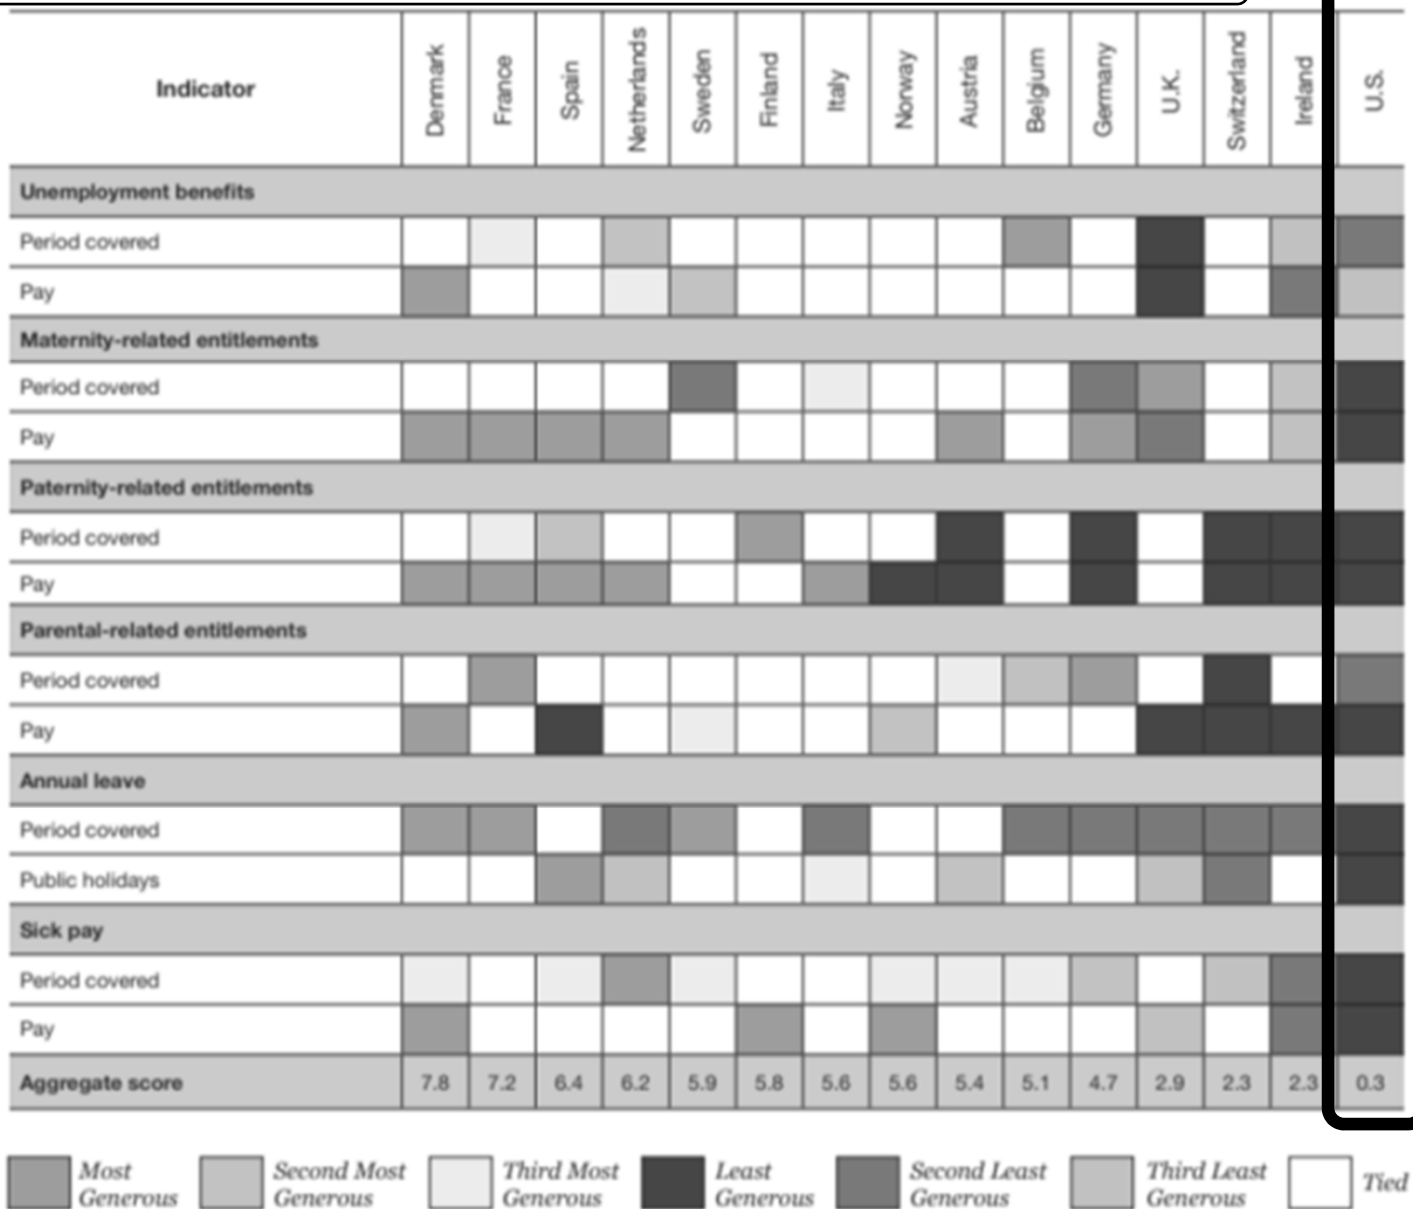 Indicator Denmark France Spain Netherlands Sweden Finland Italy Norway Austria Belgium Germany U.K. Switzerland Ireland U.S.
Unemployment benefits
Period covered
Pay
Maternity-related entitlements
Period covered
Pay
Paternity-related entitlements
Period covered
Pay
Parental-related entitlements
Period covered
Pay
Annual leave
Period covered
Public holidays
Sick pay
Period covered
Pay
Aggregate score 7.8 7.2 6.4 6.2 5.9 5.8 5.6 5.6 5.4 5.1 4.7 2.9 2.3 2.3 0.3
Most Second Most Third Most Least Second Least Third Least Tied
Generous Generous Generous Generous Generous Generous